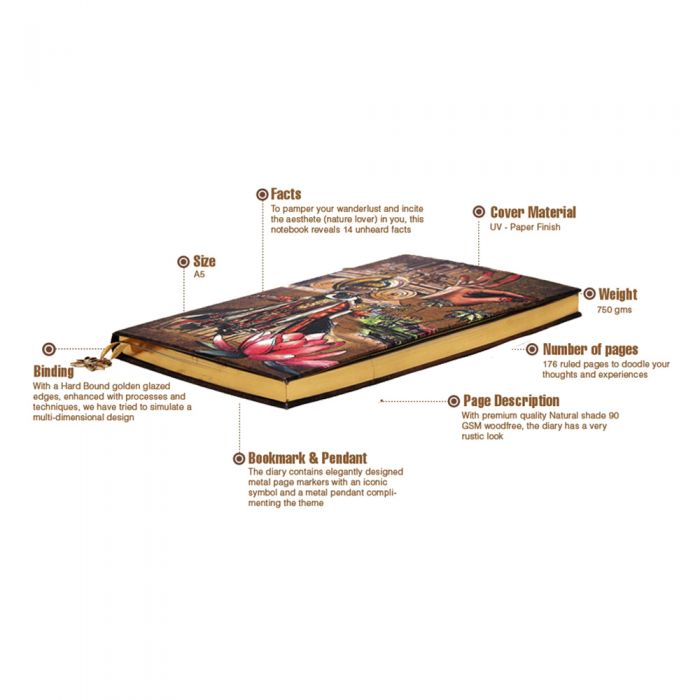 Facts
To pamper your wanderlust and incite
the aesthete (nature lover) in you, this
notebook reveals 14 unheard facts
Cover Material
UV - Paper Finish
Size
A5
Weight
750 gms
Number of pages
176 ruled pages to doodle your
thoughts and experiences
Binding
With a Hard Bound golden glazed
edges, enhanced with processes and
techniques, we have tried to simulate a
multi-dimensional design
Page Description
With premium quality Natural shade 90
GSM woodfree, the diary has a very
rustic look
Bookmark & Pendant
The diary contains elegantly designed
metal page markers with an iconic
symbol and a metal pendant compli-
menting the theme